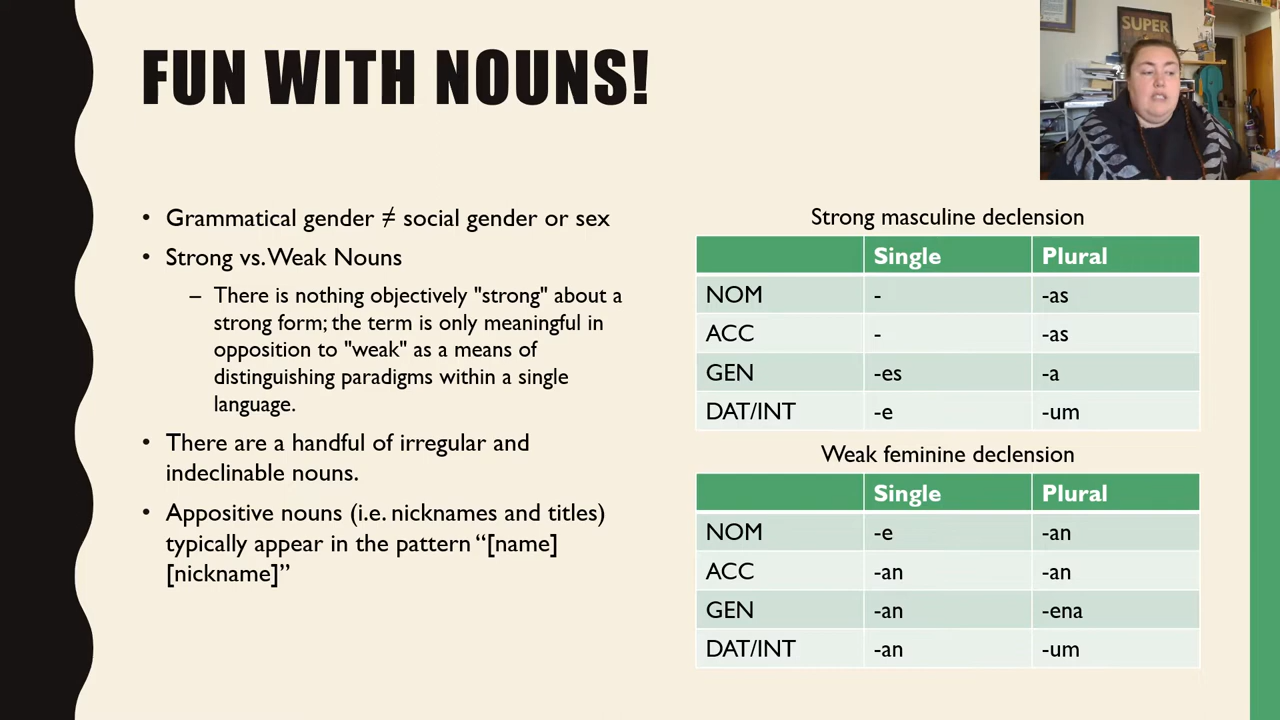 FUN WITH NOUNS!
SUPER
• Grammatical gender ≠ social gender or sex
• Strong vs. Weak Nouns
– There is nothing objectively "strong" about a
strong form; the term is only meaningful in
opposition to "weak" as a means of
distinguishing paradigms within a single
language.
• There are a handful of irregular and
indeclinable nouns.
• Appositive nouns (i.e. nicknames and titles)
typically appear in the pattern “[name]
[nickname]”
Strong masculine declension
Single Plural
NOM - -as
ACC - -as
GEN -es -a
DAT/INT -e -um
Weak feminine declension
Single Plural
NOM -e -an
ACC -an -an
GEN -an -ena
DAT/INT -an -um